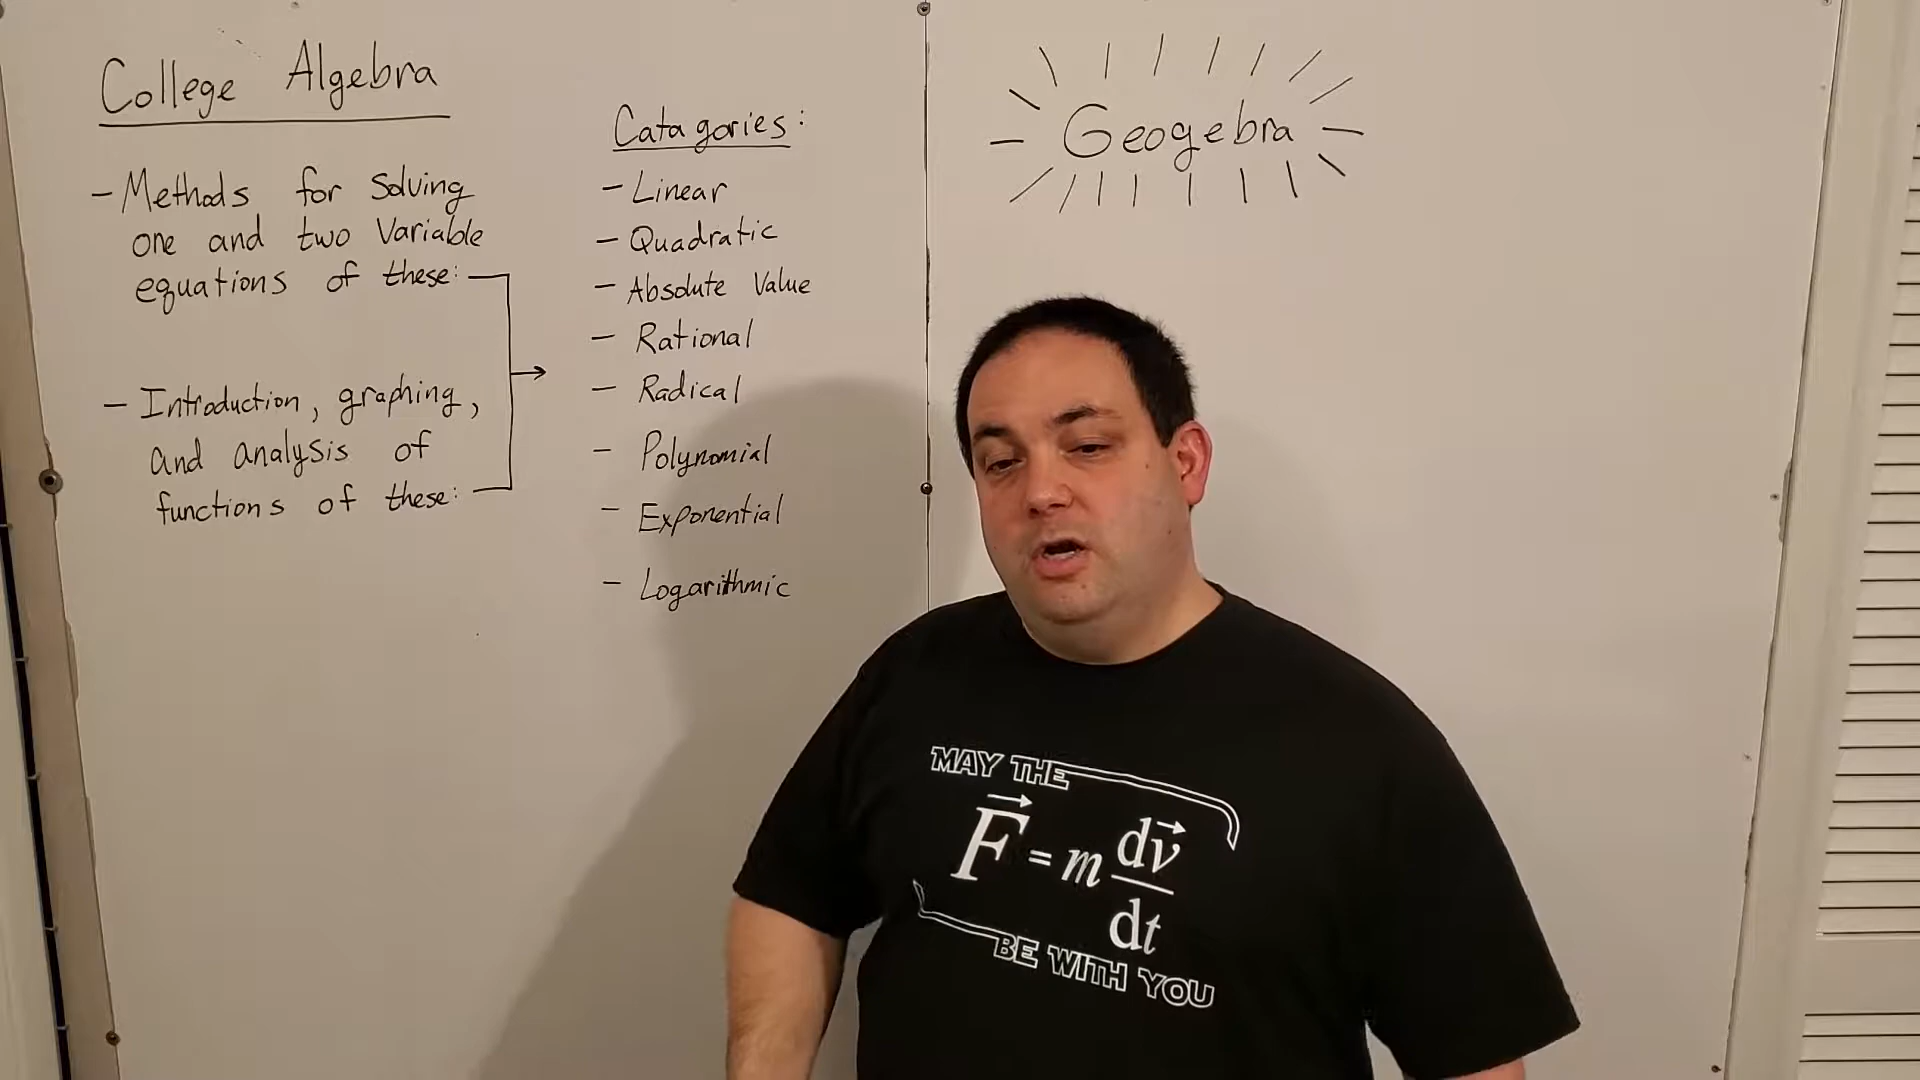 College Algebra
- Methods for solving
one and two variable
equations of these:
- Introduction, graphing,
and analysis of
functions of these:
Catagories:
- Linear
- Quadratic
- Absolute Value
- Rational
- Radical
- Polynomial
- Exponential
- Logarithmic
Geogebra
MAY THE
F⃗ = m dv⃗/dt
BE WITH YOU